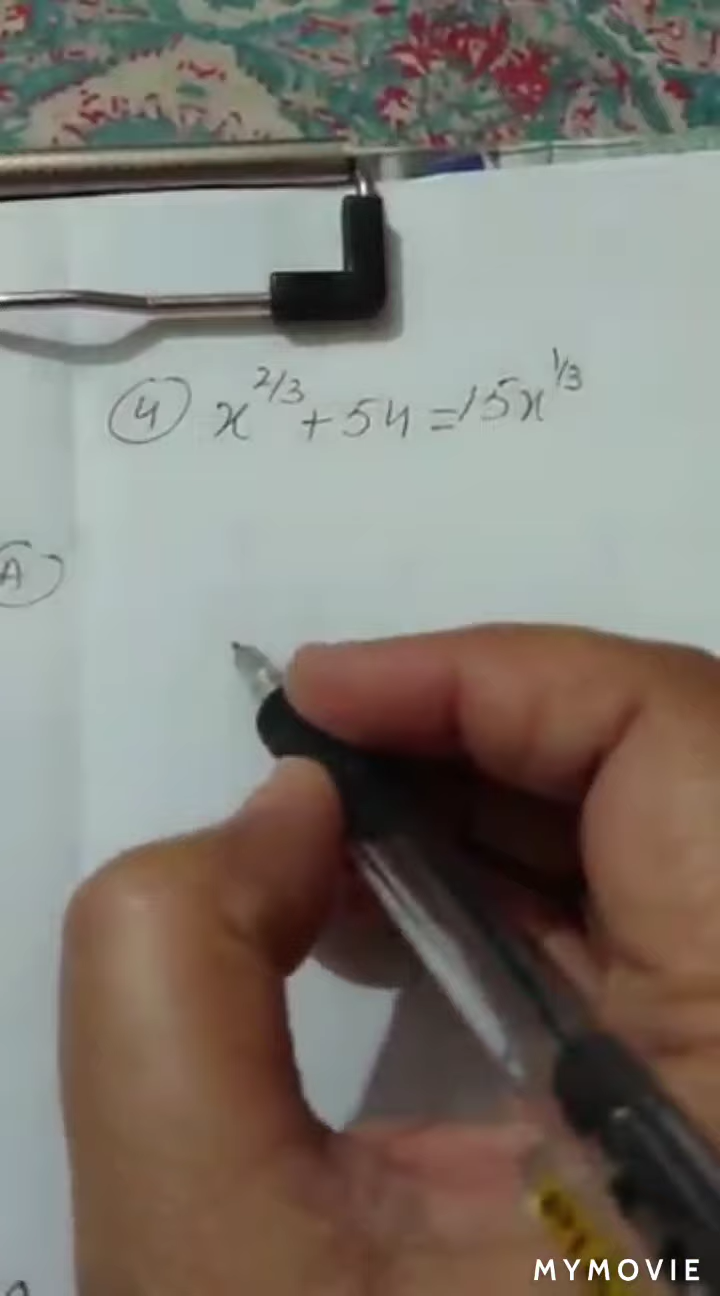 ④ x^{2/3} + 54 = 15x^{1/3}
Ⓐ
MYMOVIE